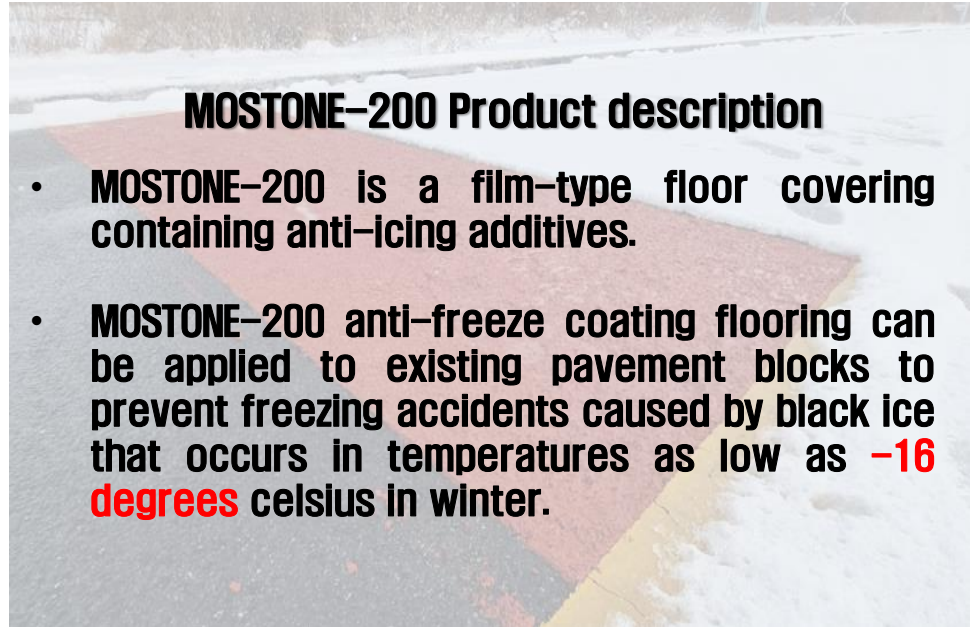 MOSTONE-200 Product description
• MOSTONE-200 is a film-type floor covering
containing anti-icing additives.
• MOSTONE-200 anti-freeze coating flooring can
be applied to existing pavement blocks to
prevent freezing accidents caused by black ice
that occurs in temperatures as low as -16
degrees celsius in winter.